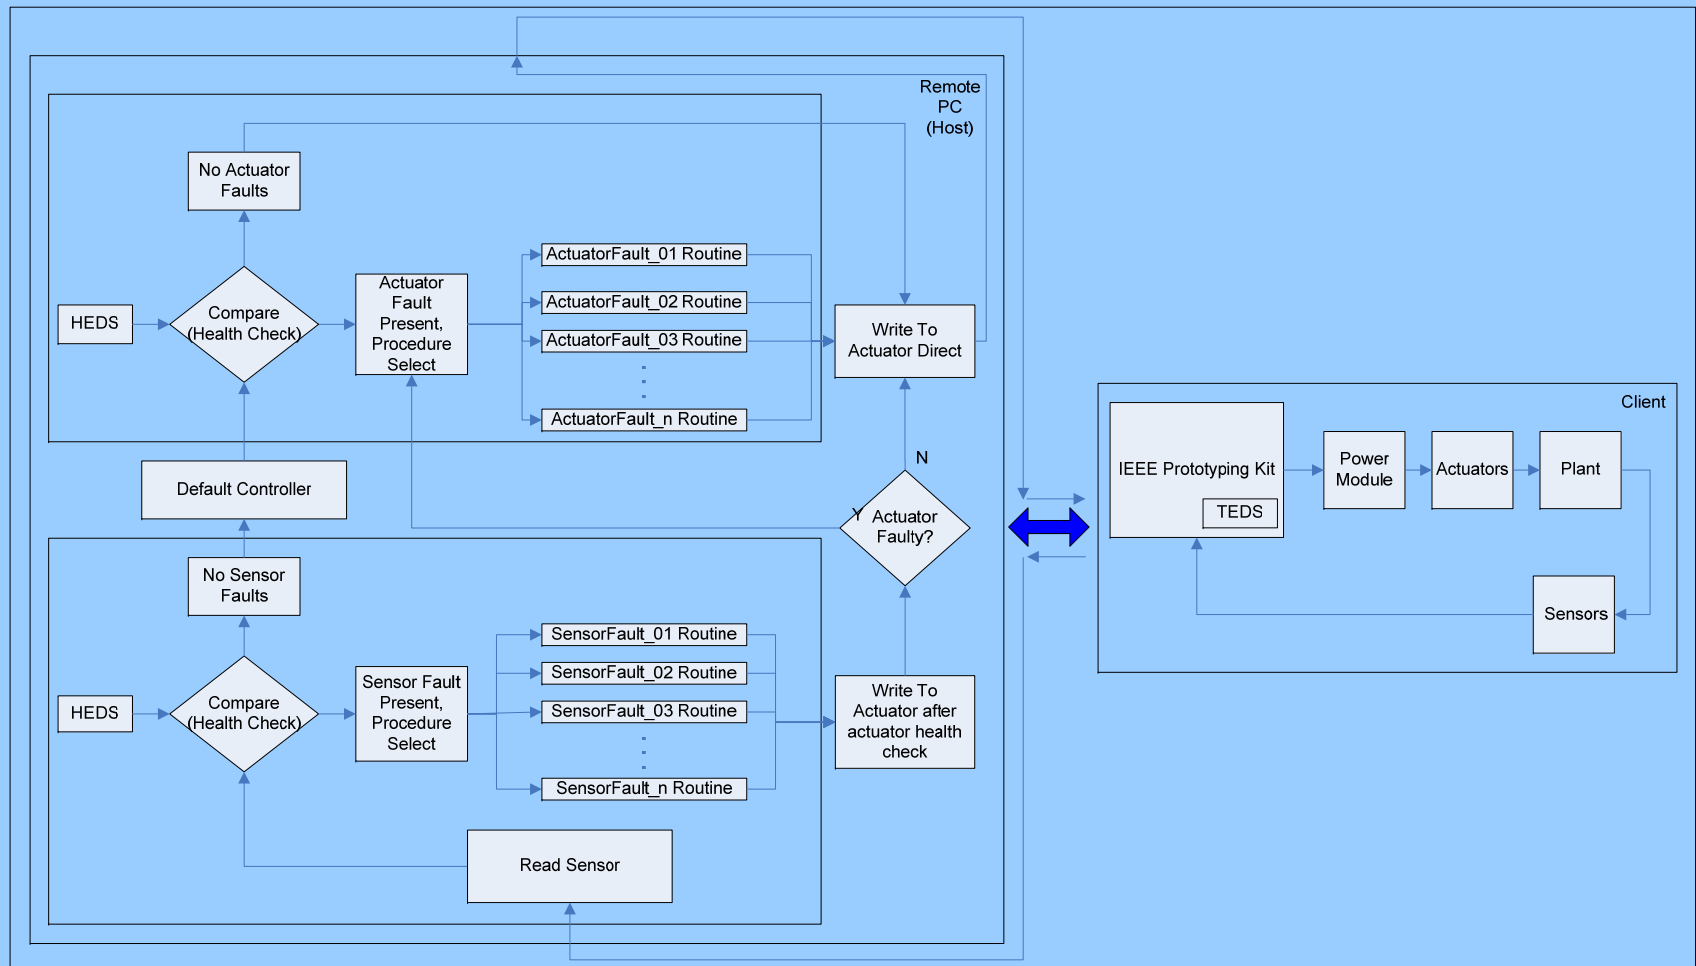 Remote
PC
(Host)
No Actuator
Faults
HEDS
Compare
(Health Check)
Actuator
Fault
Present,
Procedure
Select
ActuatorFault_01 Routine
ActuatorFault_02 Routine
ActuatorFault_03 Routine
ActuatorFault_n Routine
Write To
Actuator Direct
Default Controller
N
Y
Actuator
Faulty?
No Sensor
Faults
HEDS
Compare
(Health Check)
Sensor Fault
Present,
Procedure
Select
SensorFault_01 Routine
SensorFault_02 Routine
SensorFault_03 Routine
SensorFault_n Routine
Write To
Actuator after
actuator health
check
Read Sensor
Client
IEEE Prototyping Kit
TEDS
Power
Module
Actuators
Plant
Sensors